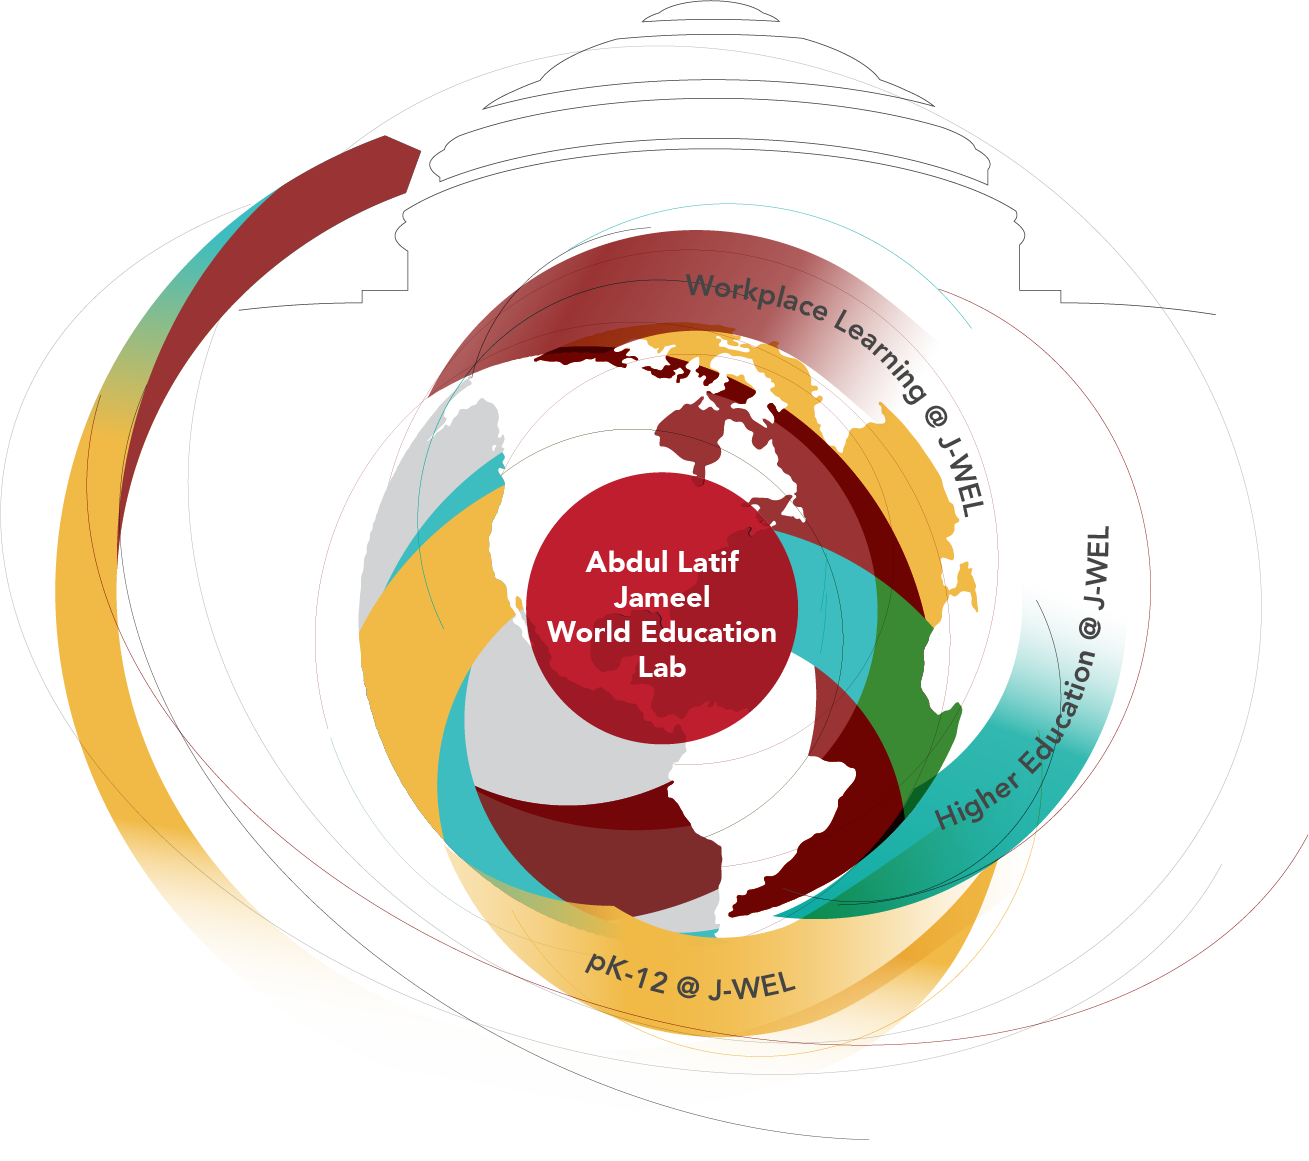 Workplace Learning @ J-WEL
Abdul Latif
Jameel
World Education
Lab
Higher Education @ J-WEL
pK-12 @ J-WEL